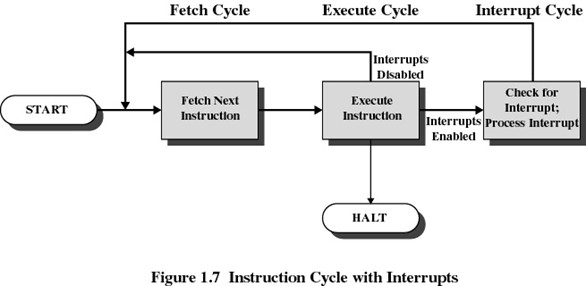 Fetch Cycle
Execute Cycle
Interrupt Cycle
Interrupts
Disabled
START
Fetch Next
Instruction
Execute
Instruction
Interrupts
Enabled
Check for
Interrupt;
Process Interrupt
HALT
Figure 1.7 Instruction Cycle with Interrupts